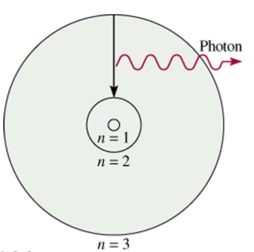 Photon
n = 1
n = 2
n = 3